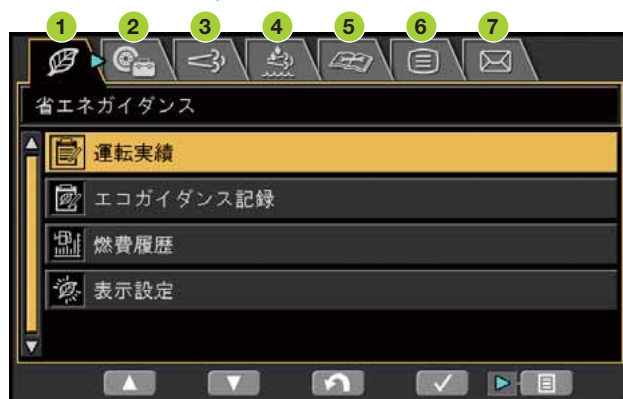 1 2 3 4 5 6 7
省エネガイダンス
運転実績
エコガイダンス記録
燃費履歴
表示設定